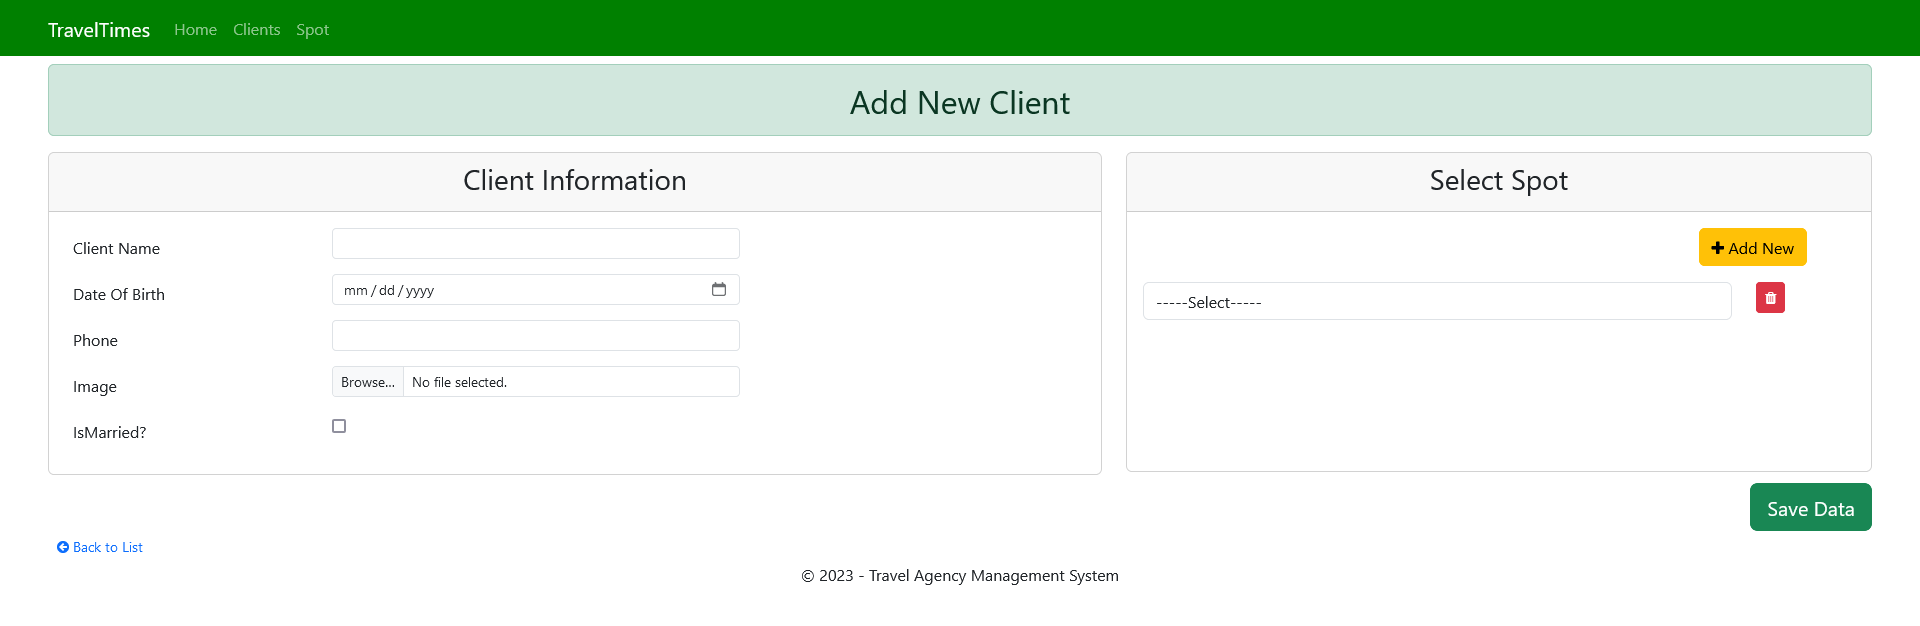 TravelTimes Home Clients Spot
Add New Client
Client Information
Client Name
Date Of Birth mm / dd / yyyy
Phone
Image Browse... No file selected.
IsMarried?
Select Spot
Add New
-----Select-----
Save Data
Back to List
© 2023 - Travel Agency Management System